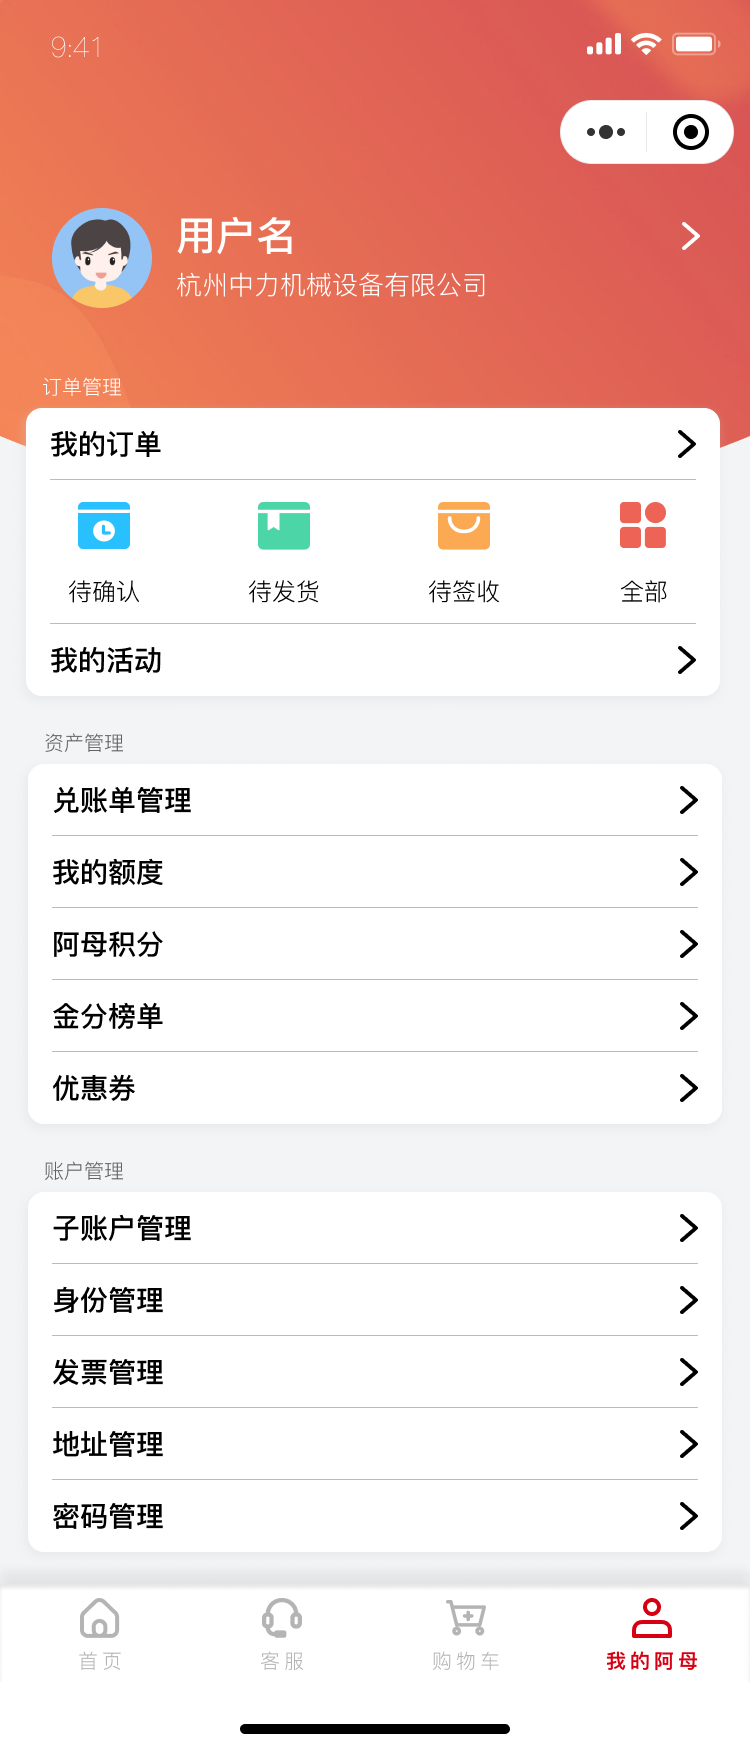 9:41
用户名
杭州中力机械设备有限公司
订单管理
我的订单
待确认 待发货 待签收 全部
我的活动
资产管理
兑账单管理
我的额度
阿母积分
金分榜单
优惠券
账户管理
子账户管理
身份管理
发票管理
地址管理
密码管理
首页 客服 购物车 我的阿母